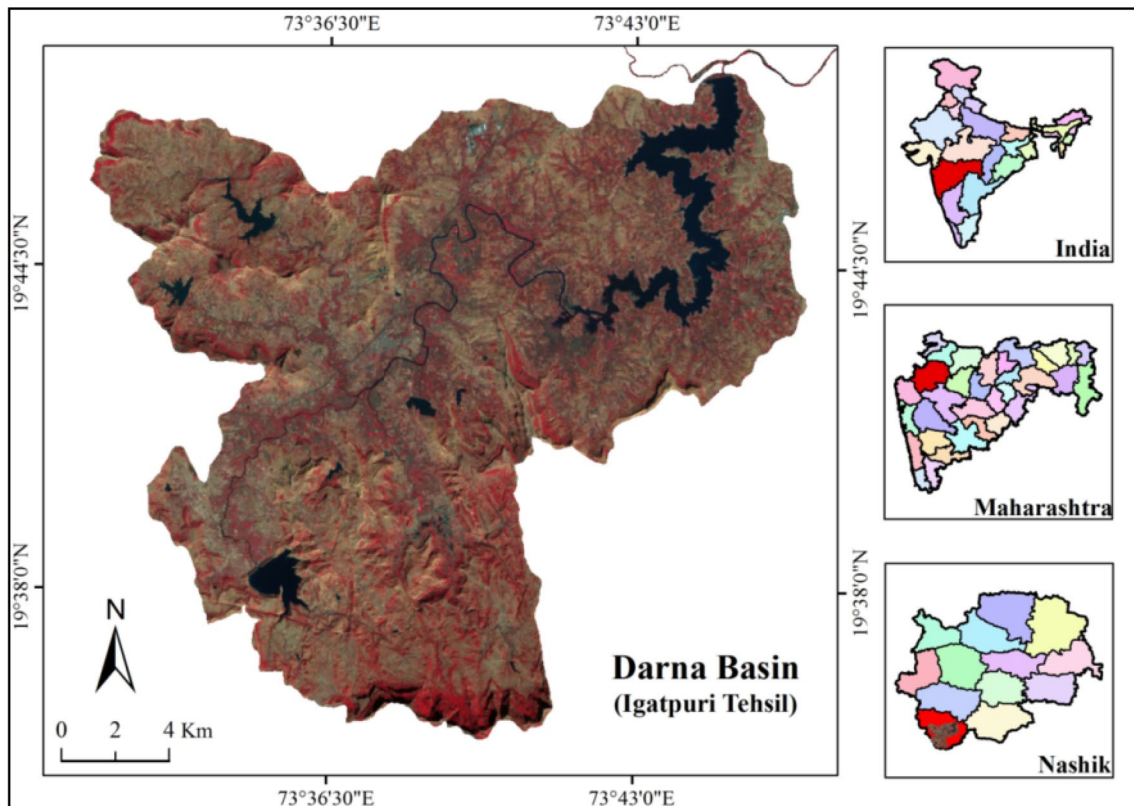 73°36'30"E
73°43'0"E
19°44'30"N
19°44'30"N
19°38'0"N
19°38'0"N
N
0 2 4 Km
Darna Basin
(Igatpuri Tehsil)
73°36'30"E
73°43'0"E
India
Maharashtra
Nashik